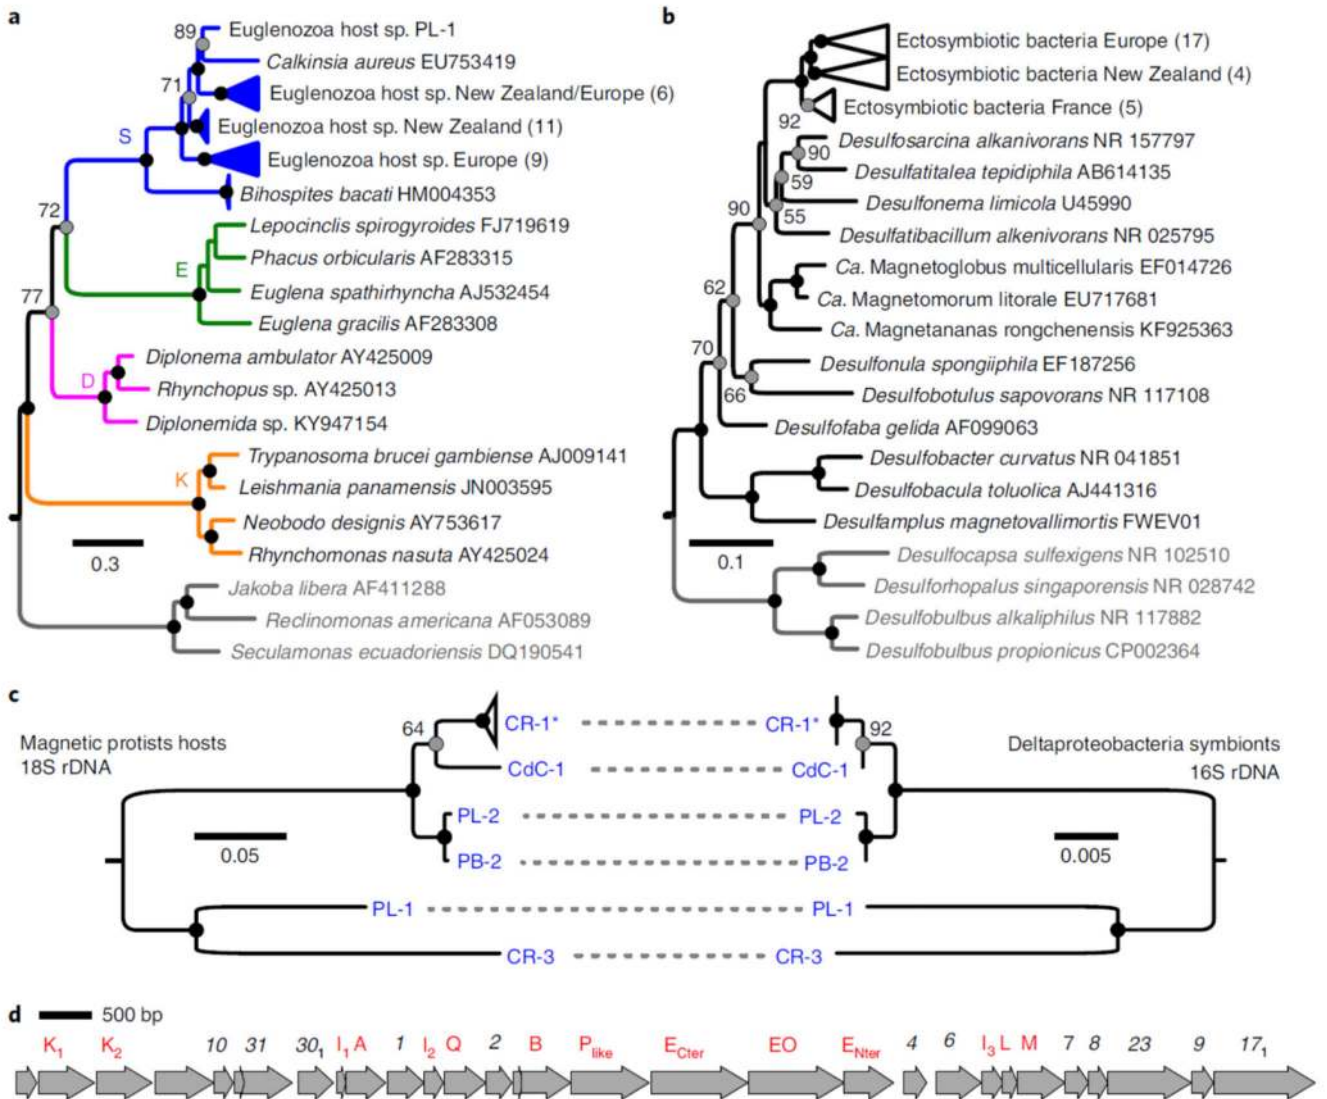 a
89
Euglenozoa host sp. PL-1
Calkinsia aureus EU753419
71
Euglenozoa host sp. New Zealand/Europe (6)
Euglenozoa host sp. New Zealand (11)
S
Euglenozoa host sp. Europe (9)
Bihospites bacati HM004353
72
Lepocinclis spirogyroides FJ719619
Phacus orbicularis AF283315
E
Euglena spathirhyncha AJ532454
77
Euglena gracilis AF283308
Diplonema ambulator AY425009
D
Rhynchopus sp. AY425013
Diplonemida sp. KY947154
Trypanosoma brucei gambiense AJ009141
K
Leishmania panamensis JN003595
Neobodo designis AY753617
Rhynchomonas nasuta AY425024
0.3
Jakoba libera AF411288
Reclinomonas americana AF053089
Seculamonas ecuadoriensis DQ190541
b
Ectosymbiotic bacteria Europe (17)
Ectosymbiotic bacteria New Zealand (4)
Ectosymbiotic bacteria France (5)
92
Desulfosarcina alkanivorans NR 157797
90
Desulfatitalea tepidiphila AB614135
59
Desulfonema limicola U45990
90
55
Desulfatibacillum alkenivorans NR 025795
Ca. Magnetoglobus multicellularis EF014726
62
Ca. Magnetomorum litorale EU717681
Ca. Magnetananas rongchenensis KF925363
70
Desulfonula spongiiphila EF187256
66
Desulfobotulus sapovorans NR 117108
Desulfofaba gelida AF099063
Desulfobacter curvatus NR 041851
Desulfobacula toluolica AJ441316
Desulfamplus magnetovallimortis FWEV01
0.1
Desulfocapsa sulfexigens NR 102510
Desulforhopalus singaporensis NR 028742
Desulfobulbus alkaliphilus NR 117882
Desulfobulbus propionicus CP002364
c
Magnetic protists hosts
18S rDNA
Deltaproteobacteria symbionts
16S rDNA
64
CR-1* CR-1*
92
CdC-1 CdC-1
PL-2 PL-2
0.05
0.005
PB-2 PB-2
PL-1 PL-1
CR-3 CR-3
d
500 bp
K₁ K₂ 10 31 30₁ I₁ A 1 I₂ Q 2 B P_like E_Cter EO E_Nter 4 6 I₃ L M 7 8 23 9 17₁